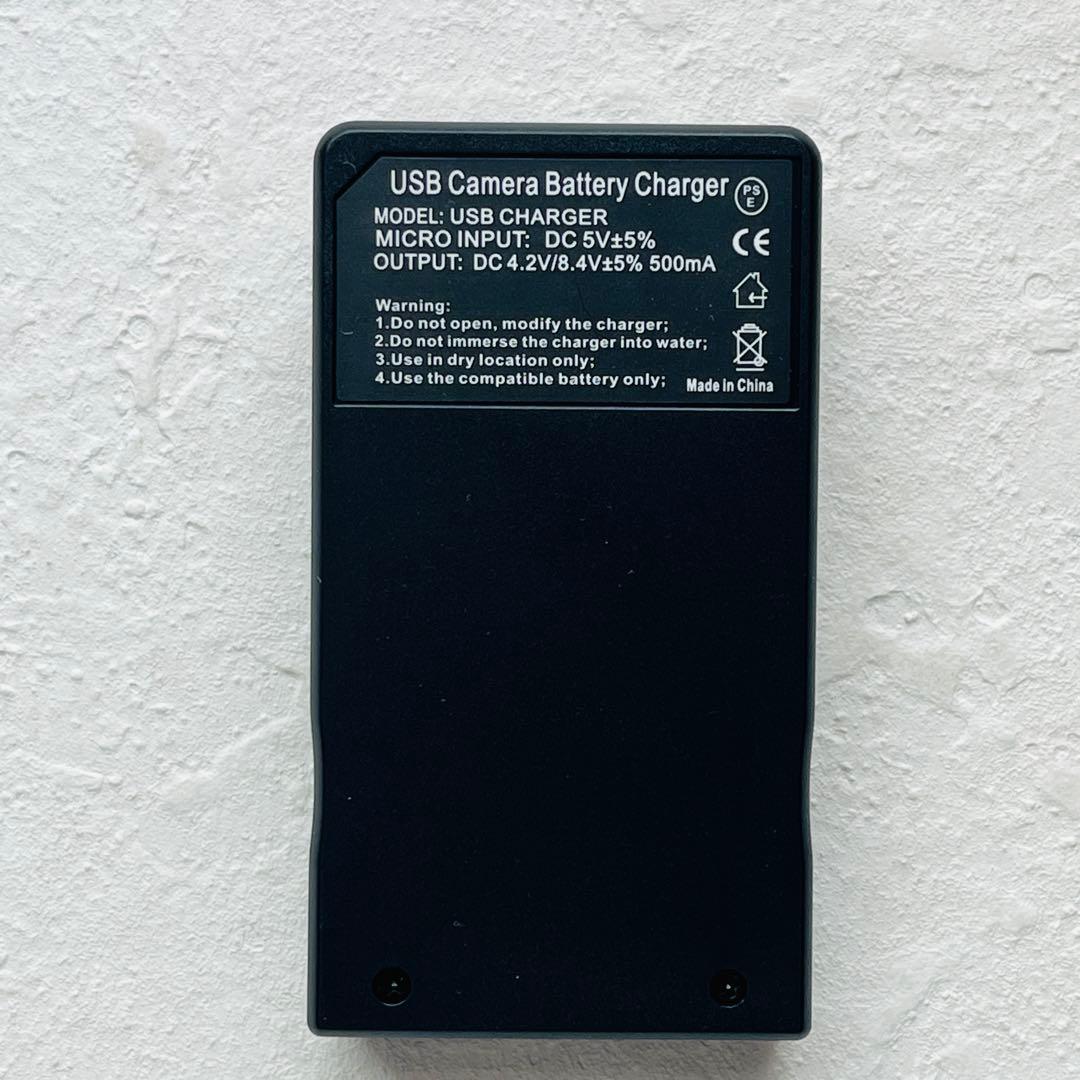 USB Camera Battery Charger
PS
E
MODEL: USB CHARGER
MICRO INPUT: DC 5V±5%
CE
OUTPUT: DC 4.2V/8.4V±5% 500mA
Warning:
1.Do not open, modify the charger;
2.Do not immerse the charger into water;
3.Use in dry location only;
4.Use the compatible battery only;
Made in China